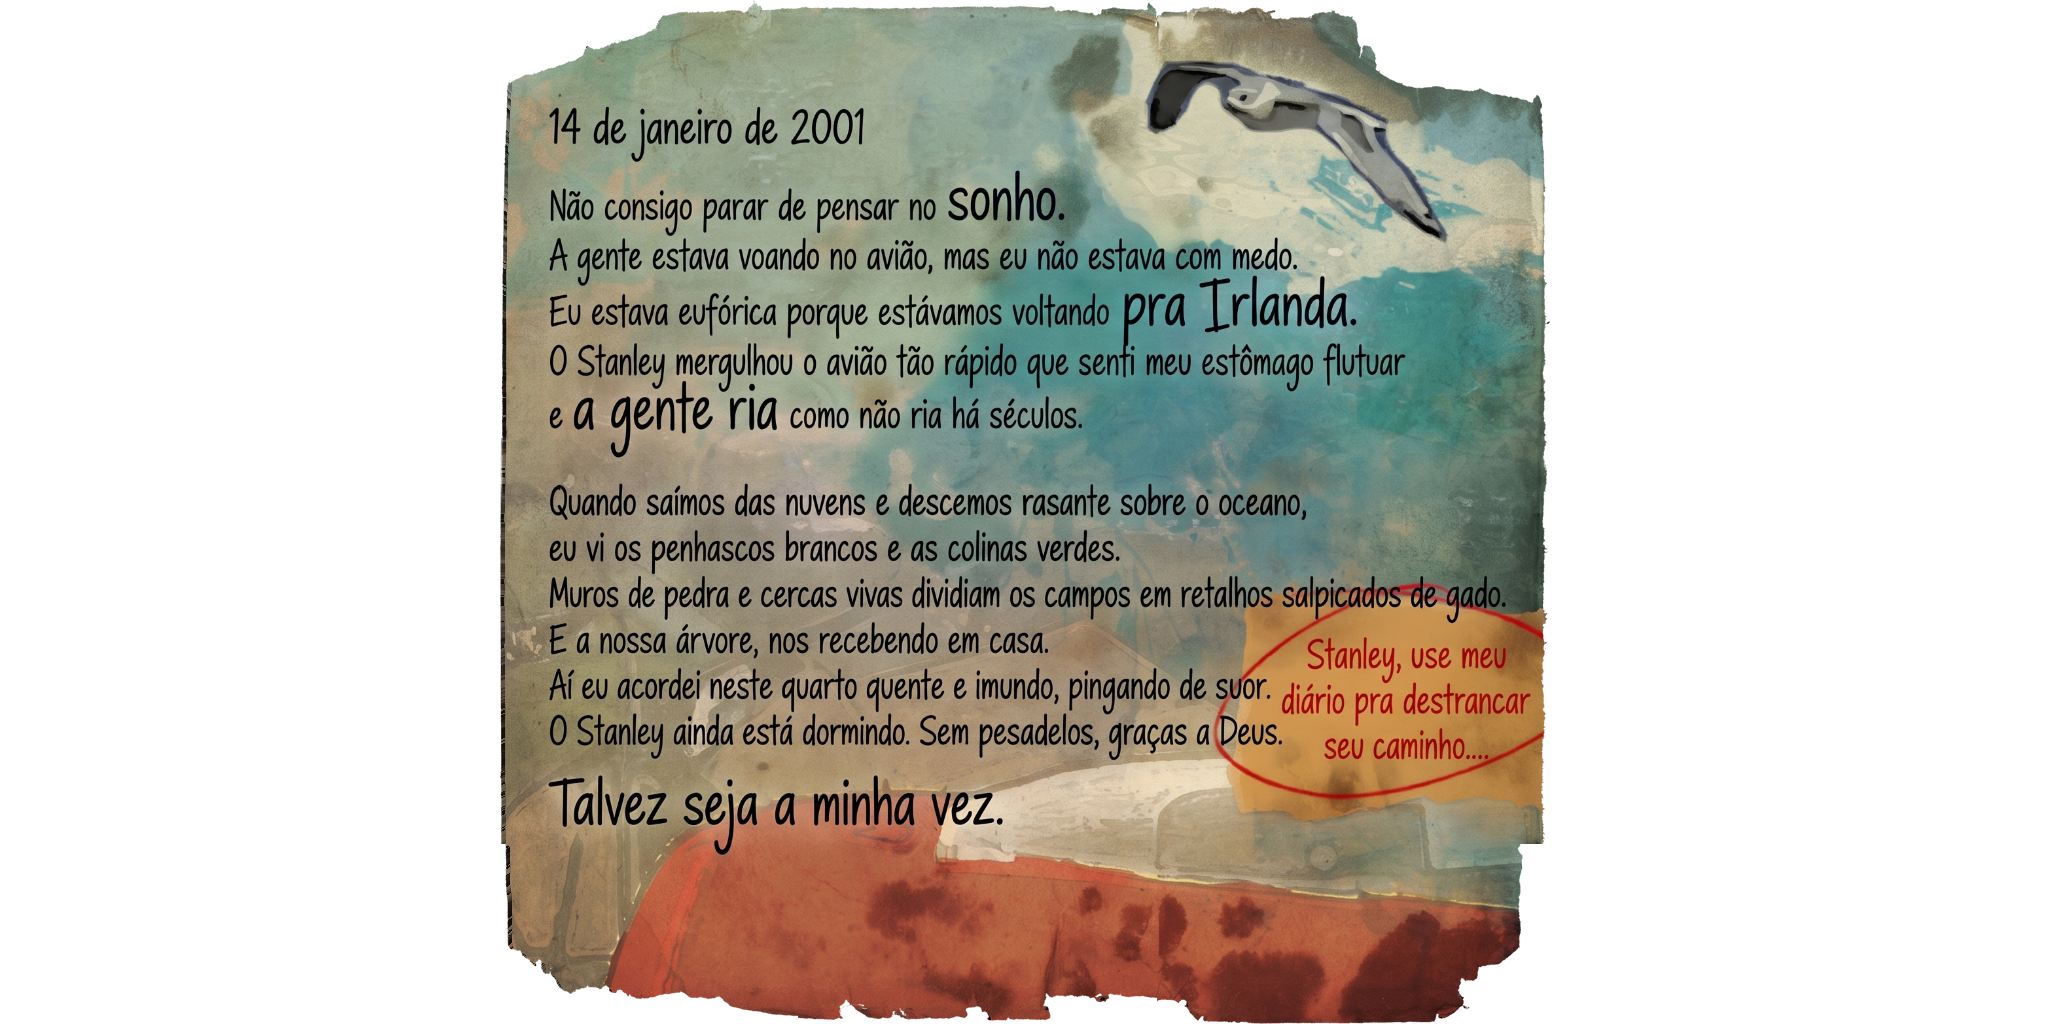 14 de janeiro de 2001
Não consigo parar de pensar no sonho.
A gente estava voando no avião, mas eu não estava com medo.
Eu estava eufórica porque estávamos voltando pra Irlanda.
O Stanley mergulhou o avião tão rápido que senti meu estômago flutuar
e a gente ria como não ria há séculos.
Quando saímos das nuvens e descemos rasante sobre o oceano,
eu vi os penhascos brancos e as colinas verdes.
Muros de pedra e cercas vivas dividiam os campos em retalhos salpicados de gado.
E a nossa árvore, nos recebendo em casa.
Aí eu acordei neste quarto quente e imundo, pingando de suor.
O Stanley ainda está dormindo. Sem pesadelos, graças a Deus.
Talvez seja a minha vez.
Stanley, use meu
diário pra destrancar
seu caminho....